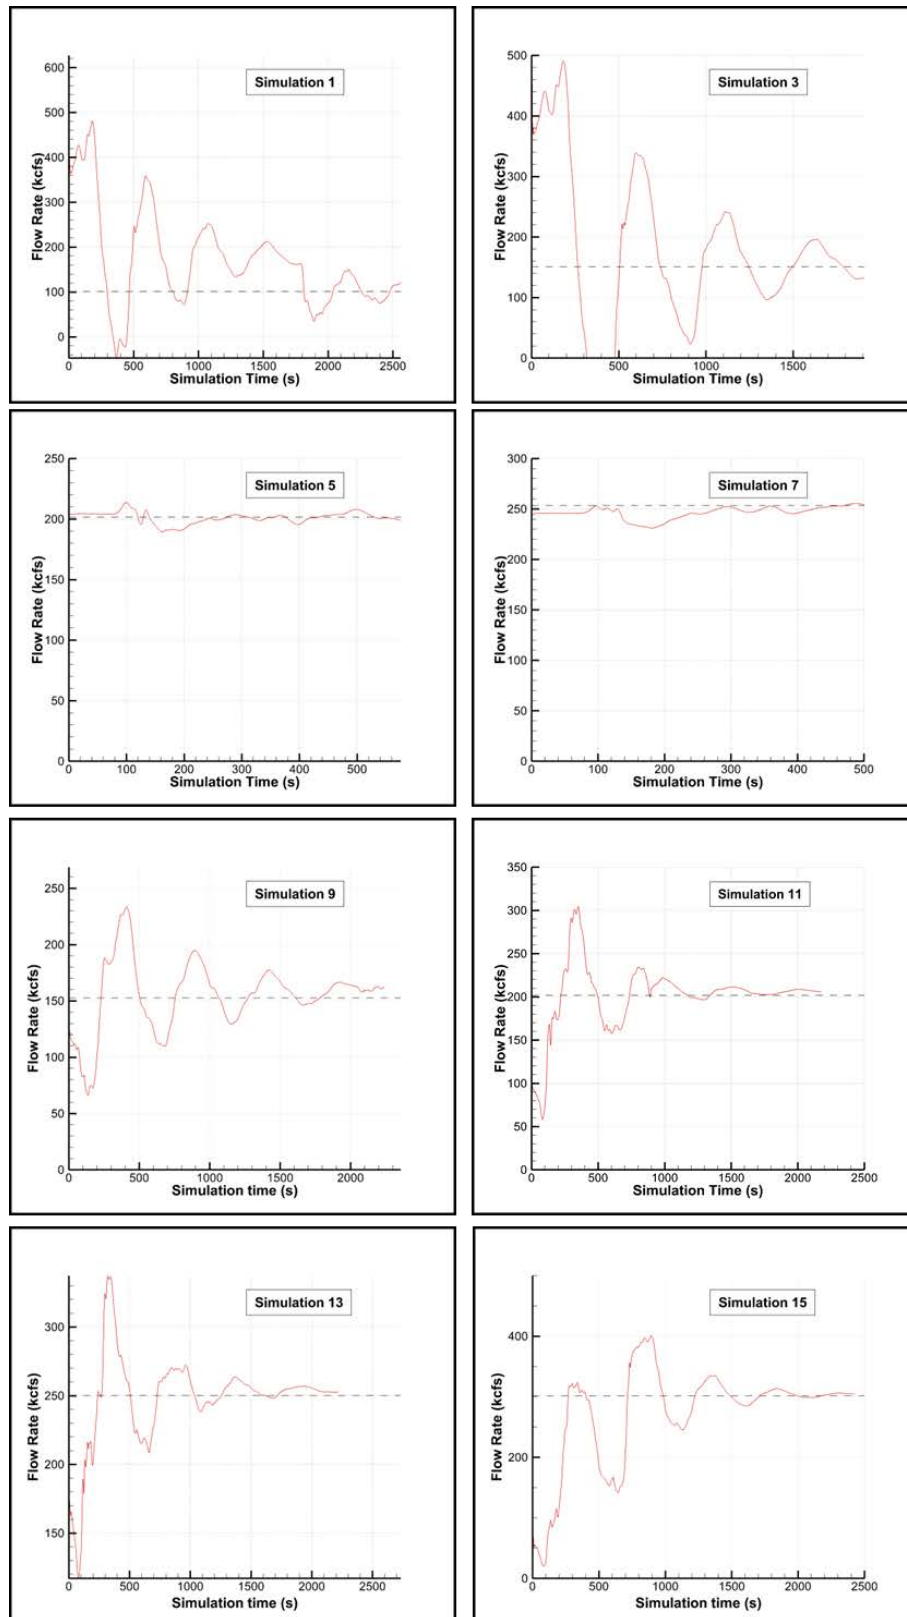 Simulation 1
600
500
400
300
200
100
0
Flow Rate (kcfs)
0 500 1000 1500 2000 2500
Simulation Time (s)
Simulation 3
500
400
300
200
100
0
Flow Rate (kcfs)
0 500 1000 1500
Simulation Time (s)
Simulation 5
250
200
150
100
50
0
Flow Rate (kcfs)
0 100 200 300 400 500
Simulation Time (s)
Simulation 7
300
250
200
150
100
50
0
Flow Rate (kcfs)
0 100 200 300 400 500
Simulation Time (s)
Simulation 9
250
200
150
100
50
0
Flow Rate (kcfs)
0 500 1000 1500 2000
Simulation time (s)
Simulation 11
350
300
250
200
150
100
50
0
Flow Rate (kcfs)
0 500 1000 1500 2000 2500
Simulation Time (s)
Simulation 13
300
250
200
150
Flow Rate (kcfs)
0 500 1000 1500 2000 2500
Simulation time (s)
Simulation 15
400
200
0
Flow Rate (kcfs)
0 500 1000 1500 2000 2500
Simulation time (s)